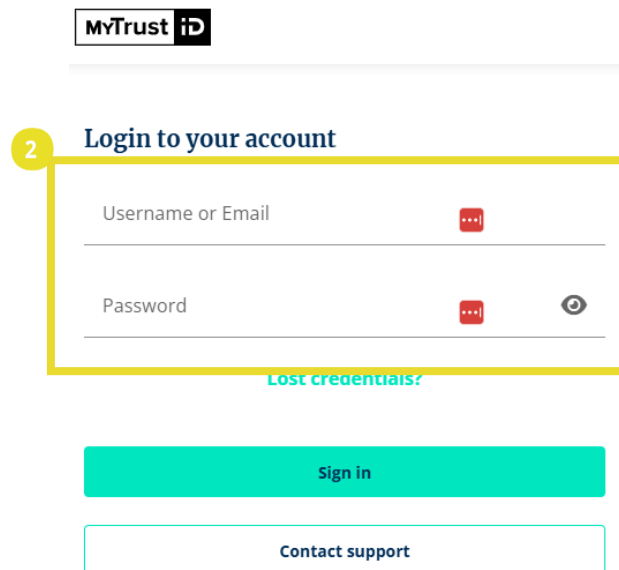 MYTrust iD
2
Login to your account
Username or Email
Password
Lost credentials?
Sign in
Contact support